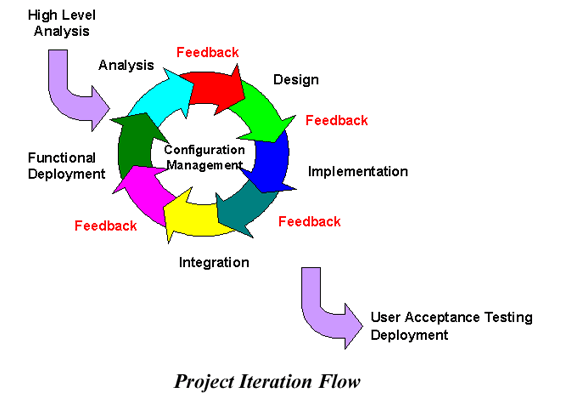 High Level
Analysis
Feedback
Analysis
Design
Feedback
Configuration
Management
Functional
Deployment
Implementation
Feedback
Feedback
Integration
User Acceptance Testing
Deployment
Project Iteration Flow